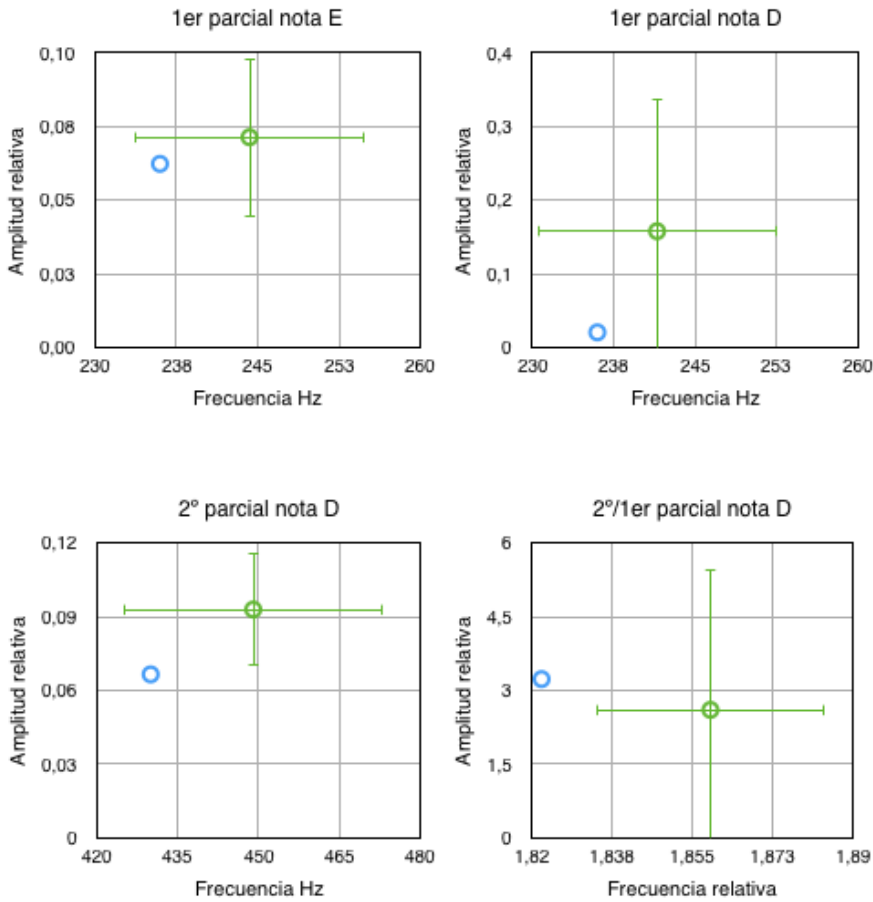 1er parcial nota E
Amplitud relativa
0,10
0,08
0,05
0,03
0,00
230 238 245 253 260
Frecuencia Hz
1er parcial nota D
Amplitud relativa
0,4
0,3
0,2
0,1
0
230 238 245 253 260
Frecuencia Hz
2º parcial nota D
Amplitud relativa
0,12
0,09
0,06
0,03
0
420 435 450 465 480
Frecuencia Hz
2º/1er parcial nota D
Amplitud relativa
6
4,5
3
1,5
0
1,82 1,838 1,855 1,873 1,89
Frecuencia relativa